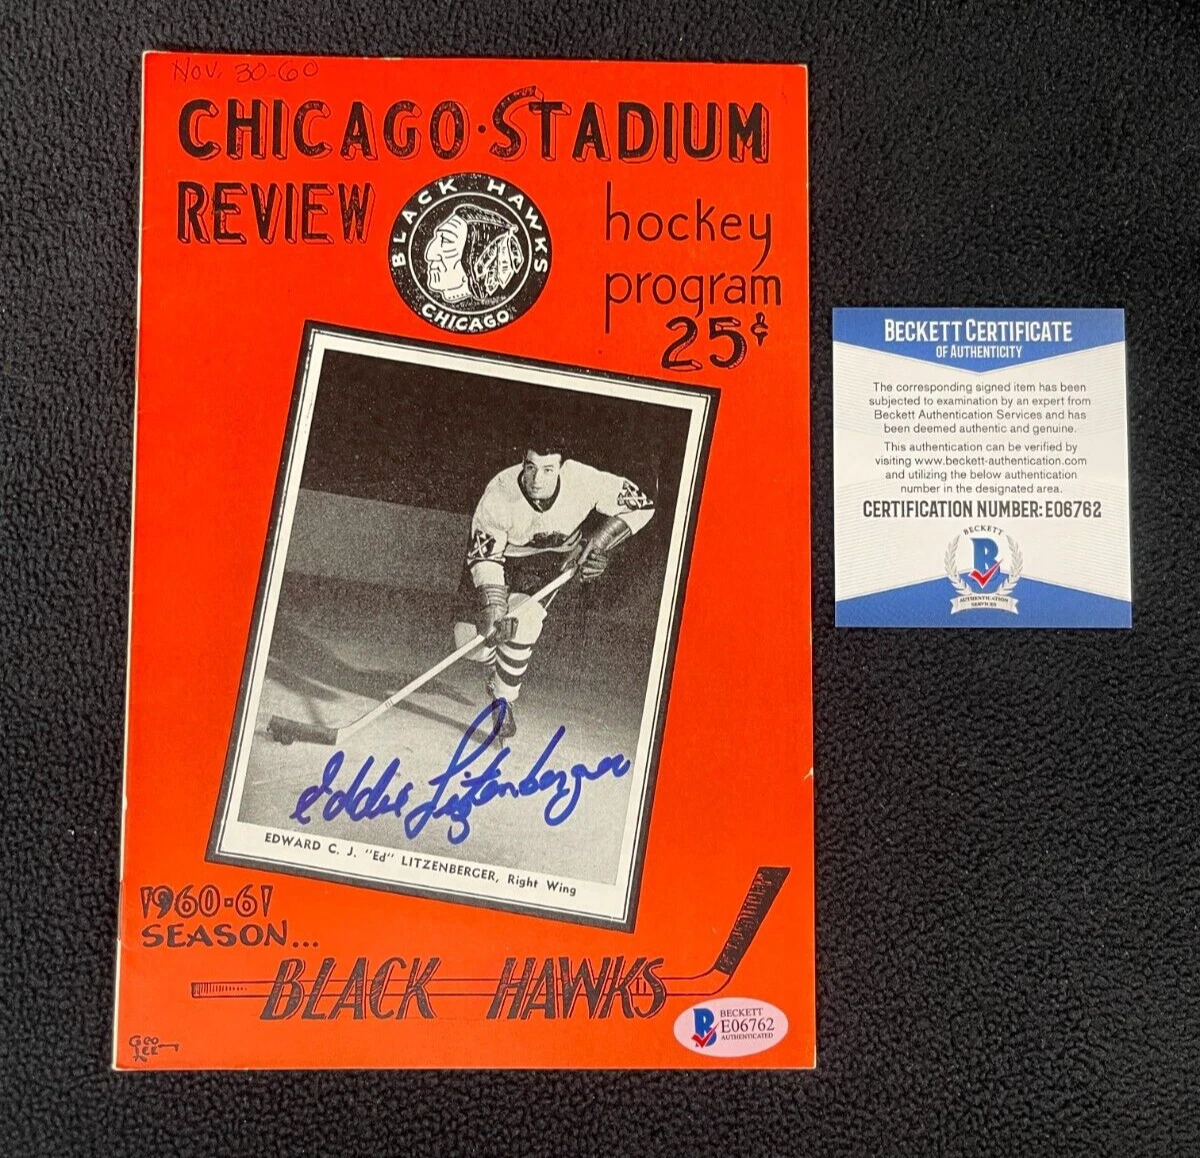 Nov. 30-60
CHICAGO·STADIUM
REVIEW
BLACK HAWKS
CHICAGO
hockey
program
25¢
Eddie Litzenberger
EDWARD C. J. "Ed" LITZENBERGER, Right Wing
1960-61
SEASON...
BLACK HAWKS
GEO
LEE
BECKETT
E06762
AUTHENTICATED
BECKETT CERTIFICATE
OF AUTHENTICITY
The corresponding signed item has been
subjected to examination by an expert from
Beckett Authentication Services and has
been deemed authentic and genuine.
This authentication can be verified by
visiting www.beckett-authentication.com
and utilizing the below authentication
number in the designated area.
CERTIFICATION NUMBER: E06762
BECKETT
B
AUTHENTICATION
SERVICES